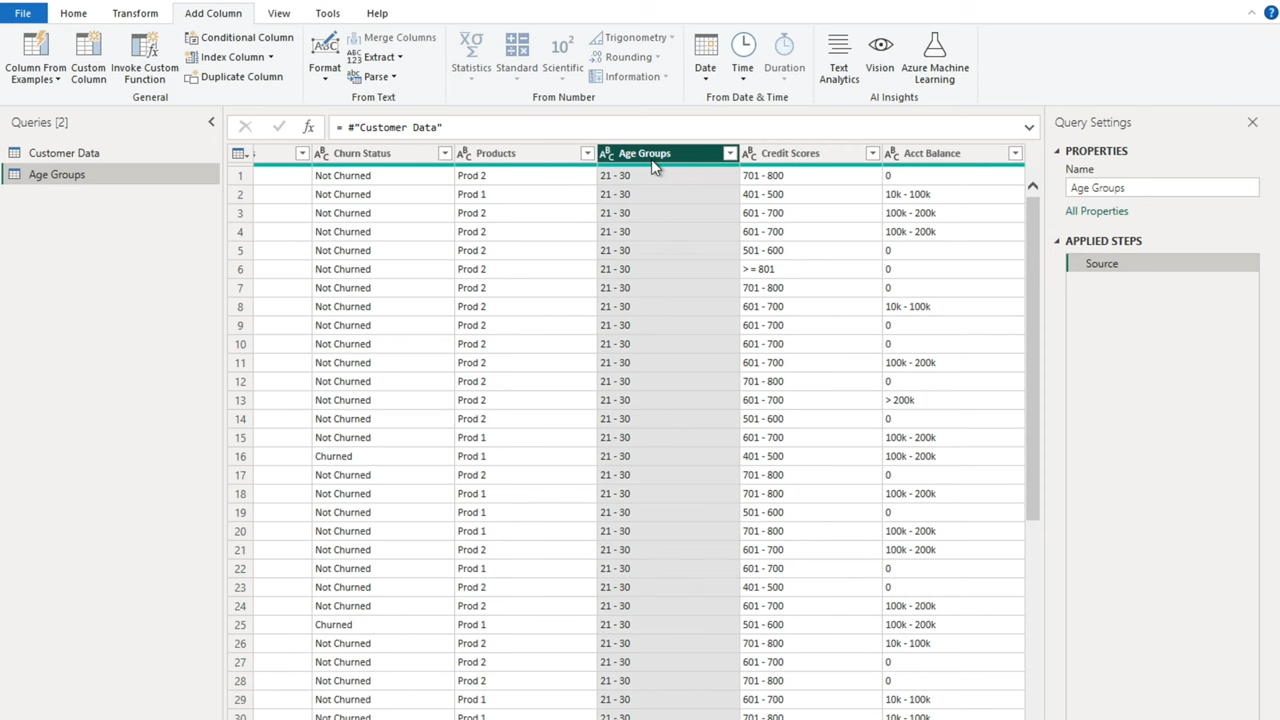 File Home Transform Add Column View Tools Help
Column From Examples
Custom Column
Invoke Custom Function
Conditional Column
Index Column
Duplicate Column
General
Format
Merge Columns
Extract
Parse
From Text
Statistics
Standard
Scientific
Trigonometry
Rounding
Information
From Number
Date
Time
Duration
From Date & Time
Text Analytics
Vision
Azure Machine Learning
AI Insights
Queries [2]
Customer Data
Age Groups
= #"Customer Data"
Churn Status Products Age Groups Credit Scores Acct Balance
1 Not Churned Prod 2 21 - 30 701 - 800 0
2 Not Churned Prod 1 21 - 30 401 - 500 10k - 100k
3 Not Churned Prod 2 21 - 30 601 - 700 100k - 200k
4 Not Churned Prod 2 21 - 30 601 - 700 100k - 200k
5 Not Churned Prod 2 21 - 30 501 - 600 0
6 Not Churned Prod 2 21 - 30 > = 801 0
7 Not Churned Prod 2 21 - 30 701 - 800 0
8 Not Churned Prod 2 21 - 30 601 - 700 10k - 100k
9 Not Churned Prod 2 21 - 30 601 - 700 0
10 Not Churned Prod 2 21 - 30 601 - 700 0
11 Not Churned Prod 2 21 - 30 601 - 700 100k - 200k
12 Not Churned Prod 2 21 - 30 701 - 800 0
13 Not Churned Prod 2 21 - 30 601 - 700 > 200k
14 Not Churned Prod 2 21 - 30 501 - 600 0
15 Not Churned Prod 1 21 - 30 601 - 700 100k - 200k
16 Churned Prod 1 21 - 30 401 - 500 100k - 200k
17 Not Churned Prod 2 21 - 30 701 - 800 0
18 Not Churned Prod 1 21 - 30 701 - 800 100k - 200k
19 Not Churned Prod 1 21 - 30 501 - 600 0
20 Not Churned Prod 1 21 - 30 701 - 800 100k - 200k
21 Not Churned Prod 2 21 - 30 601 - 700 100k - 200k
22 Not Churned Prod 1 21 - 30 601 - 700 0
23 Not Churned Prod 2 21 - 30 401 - 500 0
24 Not Churned Prod 2 21 - 30 601 - 700 100k - 200k
25 Churned Prod 1 21 - 30 501 - 600 100k - 200k
26 Not Churned Prod 2 21 - 30 701 - 800 10k - 100k
27 Not Churned Prod 2 21 - 30 601 - 700 0
28 Not Churned Prod 2 21 - 30 701 - 800 0
29 Not Churned Prod 1 21 - 30 601 - 700 10k - 100k
30 Not Churned Prod 1 21 - 30 701 - 800 10k - 100k
Query Settings
PROPERTIES
Name
Age Groups
All Properties
APPLIED STEPS
Source